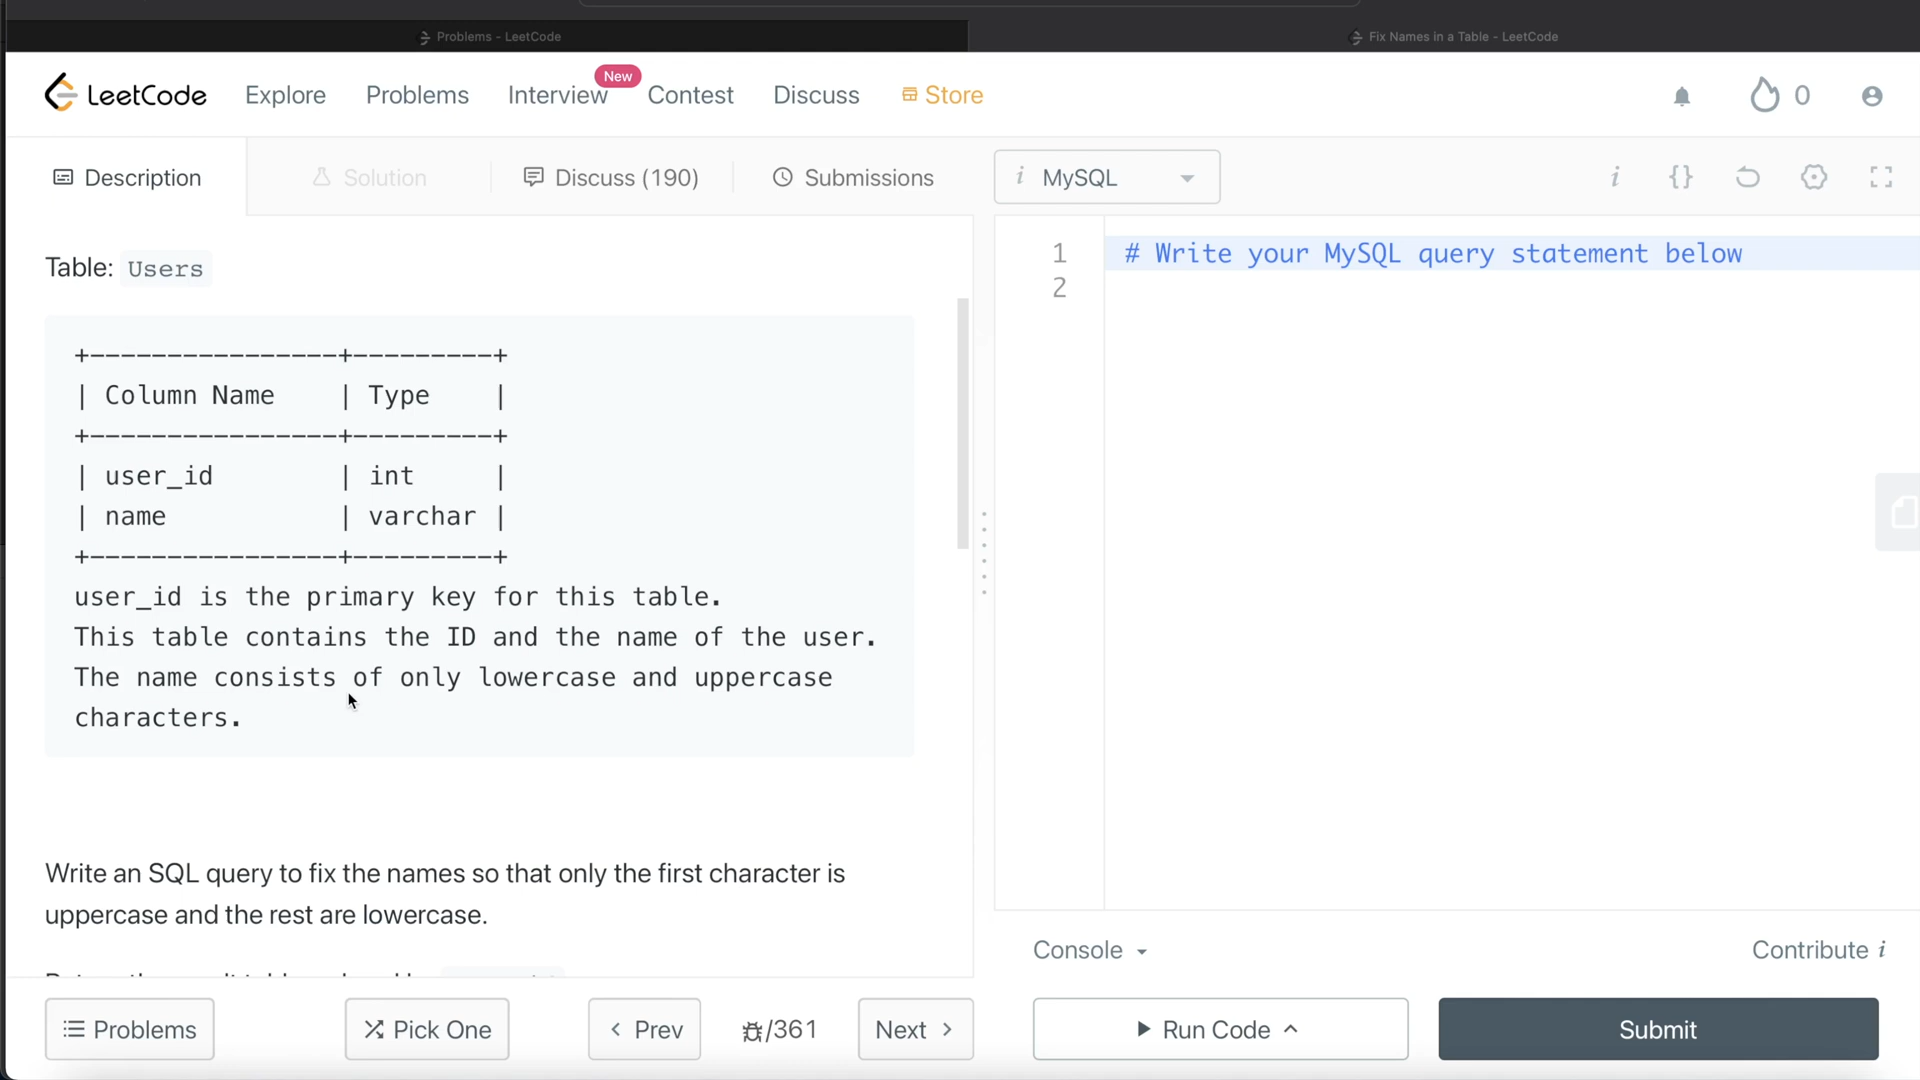 Problems - LeetCode
Fix Names in a Table - LeetCode
LeetCode Explore Problems Interview New Contest Discuss Store 0
Description Solution Discuss (190) Submissions
i MySQL i {}
Table: Users
+----------------+---------+
| Column Name    | Type    |
+----------------+---------+
| user_id        | int     |
| name           | varchar |
+----------------+---------+
user_id is the primary key for this table.
This table contains the ID and the name of the user.
The name consists of only lowercase and uppercase
characters.
Write an SQL query to fix the names so that only the first character is
uppercase and the rest are lowercase.
1 # Write your MySQL query statement below
2
Console Contribute i
Problems Pick One Prev /361 Next Run Code Submit